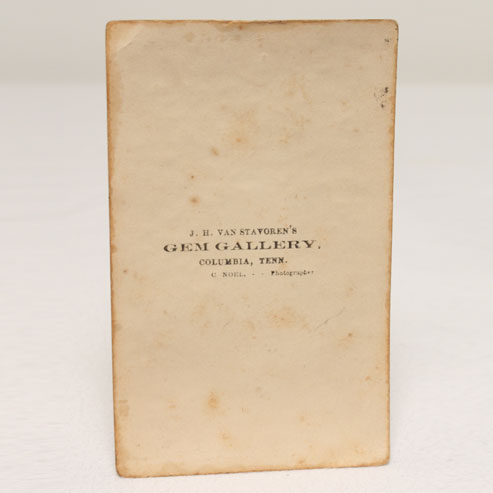 J. H. VAN STAVOREN'S
GEM GALLERY,
COLUMBIA, TENN.
C. NOEL. - - Photographer